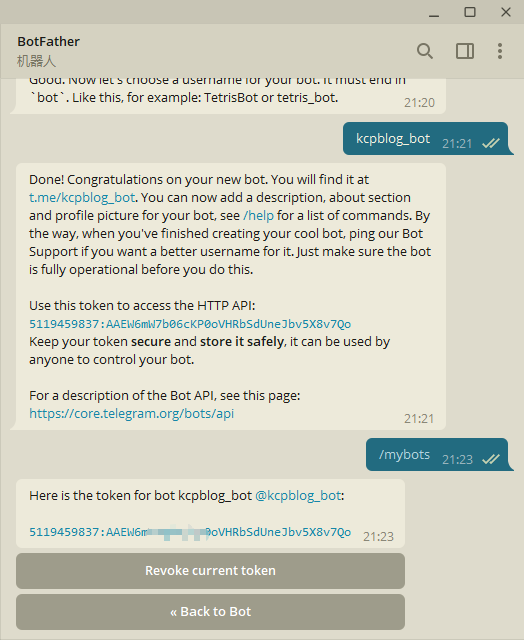 BotFather
机器人
Good. Now let's choose a username for your bot. It must end in
`bot`. Like this, for example: TetrisBot or tetris_bot.
21:20
kcpblog_bot 21:21
Done! Congratulations on your new bot. You will find it at
t.me/kcpblog_bot. You can now add a description, about section
and profile picture for your bot, see /help for a list of commands. By
the way, when you've finished creating your cool bot, ping our Bot
Support if you want a better username for it. Just make sure the bot
is fully operational before you do this.
Use this token to access the HTTP API:
5119459837:AAEW6mW7b06cKP0oVHRbSdUneJbv5X8v7Qo
Keep your token secure and store it safely, it can be used by
anyone to control your bot.
For a description of the Bot API, see this page:
https://core.telegram.org/bots/api
21:21
/mybots 21:23
Here is the token for bot kcpblog_bot @kcpblog_bot:
5119459837:AAEW6m oVHRbSdUneJbv5X8v7Qo 21:23
Revoke current token
« Back to Bot